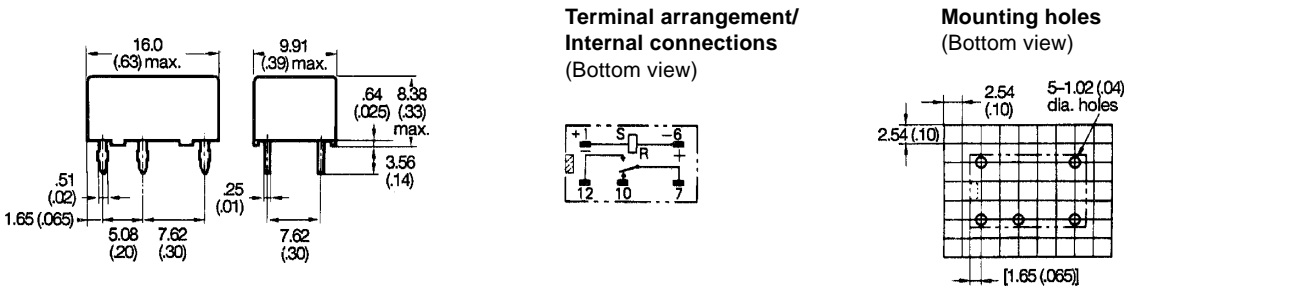 16.0
(.63) max.
9.91
(.39) max.
.64
(.025)
8.38
(.33)
max.
3.56
(.14)
.51
(.02)
1.65 (.065)
5.08
(.20)
7.62
(.30)
.25
(.01)
7.62
(.30)
Terminal arrangement/
Internal connections
(Bottom view)
+1 S −6
− R +
12 10 7
Mounting holes
(Bottom view)
2.54
(.10)
5–1.02 (.04)
dia. holes
2.54 (.10)
[1.65 (.065)]